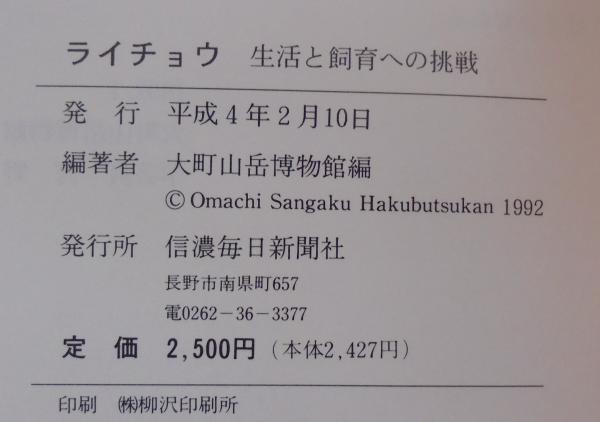 ライチョウ 生活と飼育への挑戦
発 行 平成4年2月10日
編著者 大町山岳博物館編
© Omachi Sangaku Hakubutsukan 1992
発行所 信濃毎日新聞社
長野市南県町657
電0262-36-3377
定 価 2,500円(本体2,427円)
印刷 ㈱柳沢印刷所